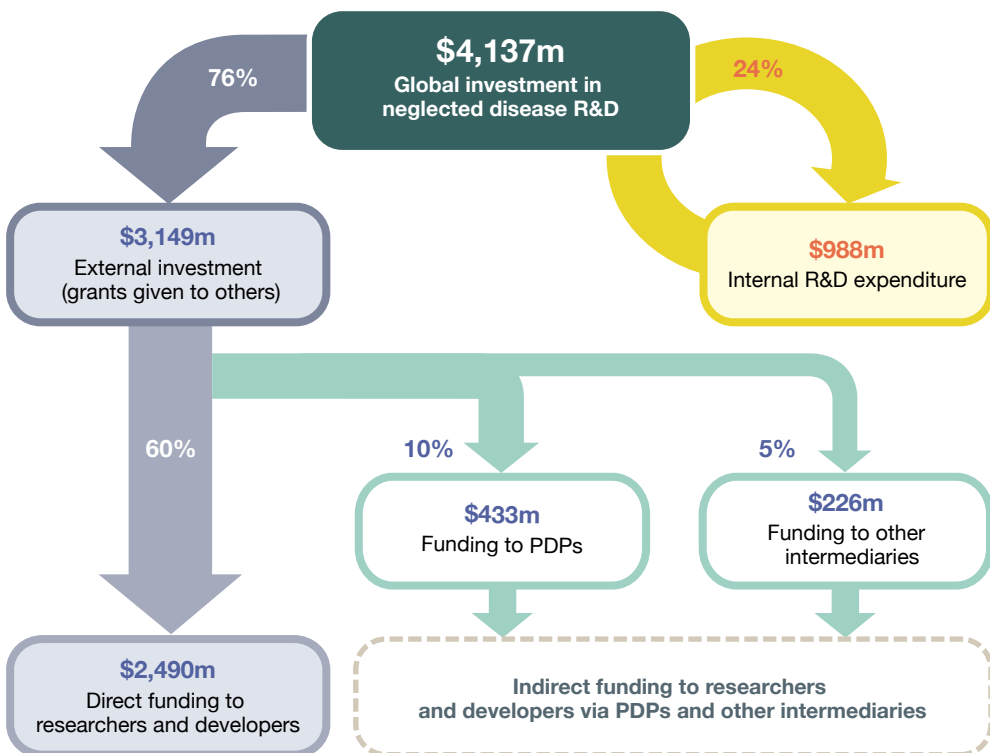 $4,137m
Global investment in
neglected disease R&D
76%
24%
$3,149m
External investment
(grants given to others)
$988m
Internal R&D expenditure
60%
10%
5%
$433m
Funding to PDPs
$226m
Funding to other
intermediaries
$2,490m
Direct funding to
researchers and developers
Indirect funding to researchers
and developers via PDPs and other intermediaries